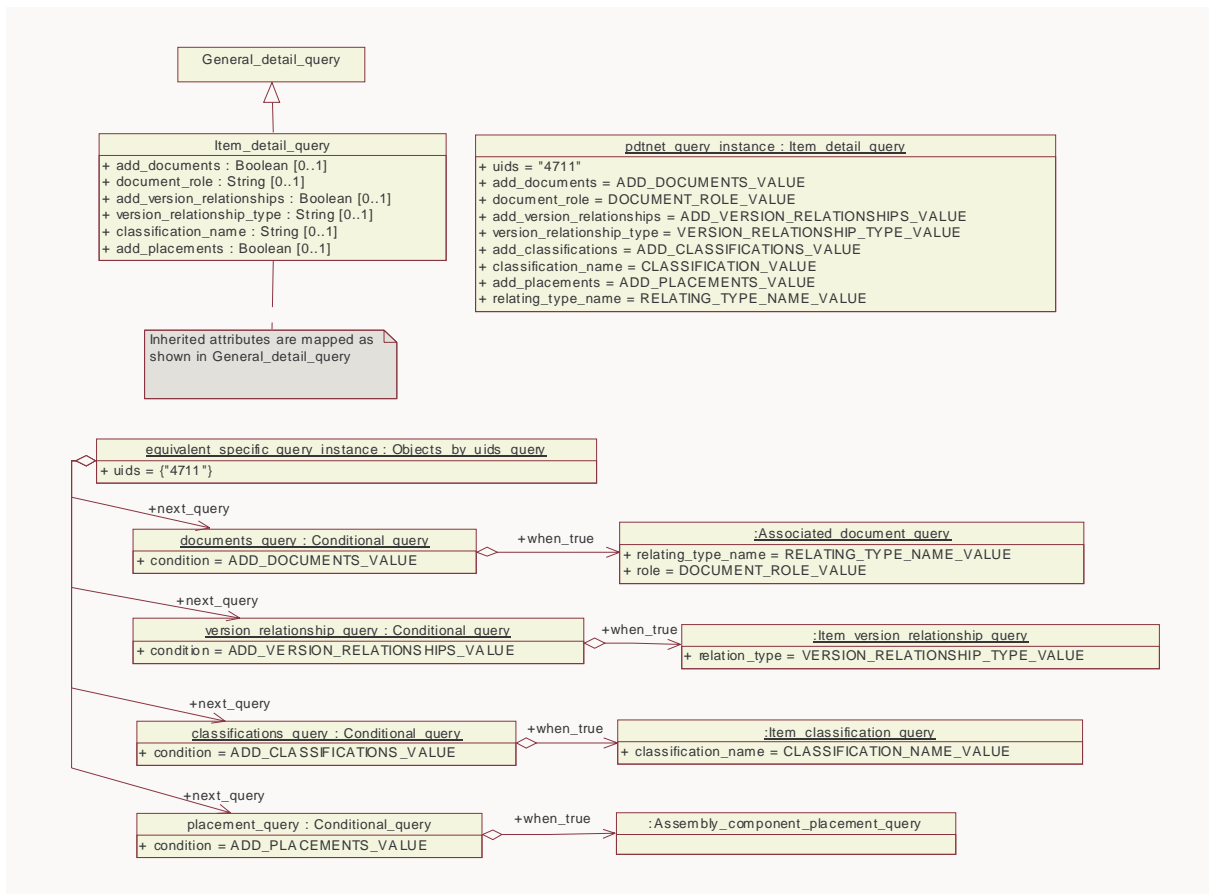 General_detail_query
Item_detail_query
+ add_documents : Boolean [0..1]
+ document_role : String [0..1]
+ add_version_relationships : Boolean [0..1]
+ version_relationship_type : String [0..1]
+ classification_name : String [0..1]
+ add_placements : Boolean [0..1]
pdtnet_query_instance : Item_detail_query
+ uids = "4711"
+ add_documents = ADD_DOCUMENTS_VALUE
+ document_role = DOCUMENT_ROLE_VALUE
+ add_version_relationships = ADD_VERSION_RELATIONSHIPS_VALUE
+ version_relationship_type = VERSION_RELATIONSHIP_TYPE_VALUE
+ add_classifications = ADD_CLASSIFICATIONS_VALUE
+ classification_name = CLASSIFICATION_VALUE
+ add_placements = ADD_PLACEMENTS_VALUE
+ relating_type_name = RELATING_TYPE_NAME_VALUE
Inherited attributes are mapped as
shown in General_detail_query
equivalent_specific_query_instance : Objects_by_uids_query
+ uids = {"4711"}
+next_query
documents_query : Conditional_query
+ condition = ADD_DOCUMENTS_VALUE
+when_true
:Associated_document_query
+ relating_type_name = RELATING_TYPE_NAME_VALUE
+ role = DOCUMENT_ROLE_VALUE
+next_query
version_relationship_query : Conditional_query
+ condition = ADD_VERSION_RELATIONSHIPS_VALUE
+when_true
:Item_version_relationship_query
+ relation_type = VERSION_RELATIONSHIP_TYPE_VALUE
+next_query
classifications_query : Conditional_query
+ condition = ADD_CLASSIFICATIONS_VALUE
+when_true
:Item_classification_query
+ classification_name = CLASSIFICATION_NAME_VALUE
+next_query
placement_query : Conditional_query
+ condition = ADD_PLACEMENTS_VALUE
+when_true
:Assembly_component_placement_query